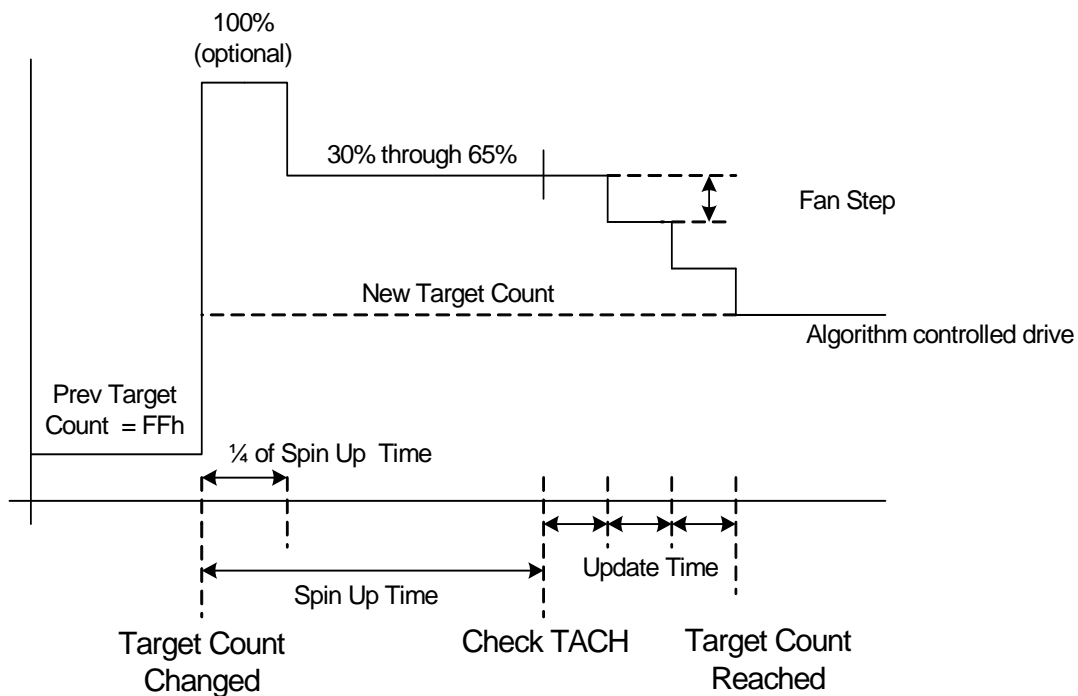 100%
(optional)
30% through 65%
Fan Step
New Target Count
Algorithm controlled drive
Prev Target
Count = FFh
¼ of Spin Up Time
Update Time
Spin Up Time
Target Count
Changed
Check TACH
Target Count
Reached